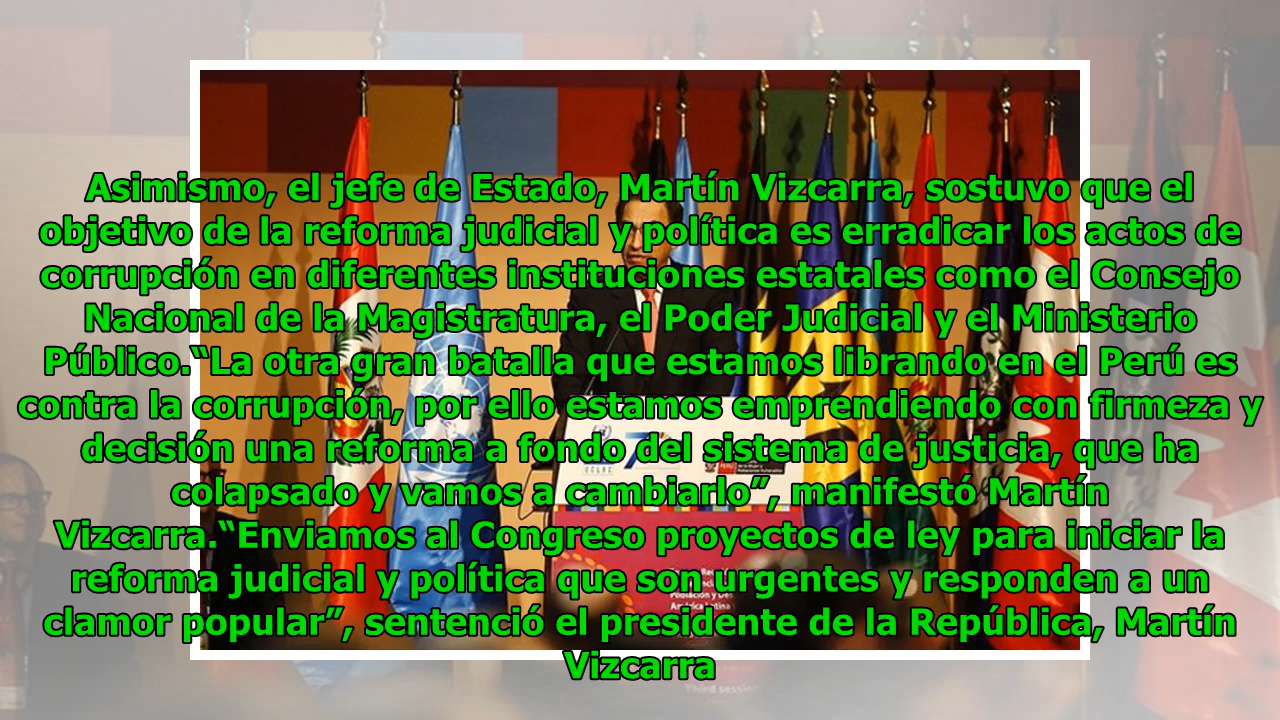 Asimismo, el jefe de Estado, Martín Vizcarra, sostuvo que el
objetivo de la reforma judicial y política es erradicar los actos de
corrupción en diferentes instituciones estatales como el Consejo
Nacional de la Magistratura, el Poder Judicial y el Ministerio
Público.“La otra gran batalla que estamos librando en el Perú es
contra la corrupción, por ello estamos emprendiendo con firmeza y
decisión una reforma a fondo del sistema de justicia, que ha
colapsado y vamos a cambiarlo”, manifestó Martín
Vizcarra.“Enviamos al Congreso proyectos de ley para iniciar la
reforma judicial y política que son urgentes y responden a un
clamor popular”, sentenció el presidente de la República, Martín
Vizcarra
Población y
Third